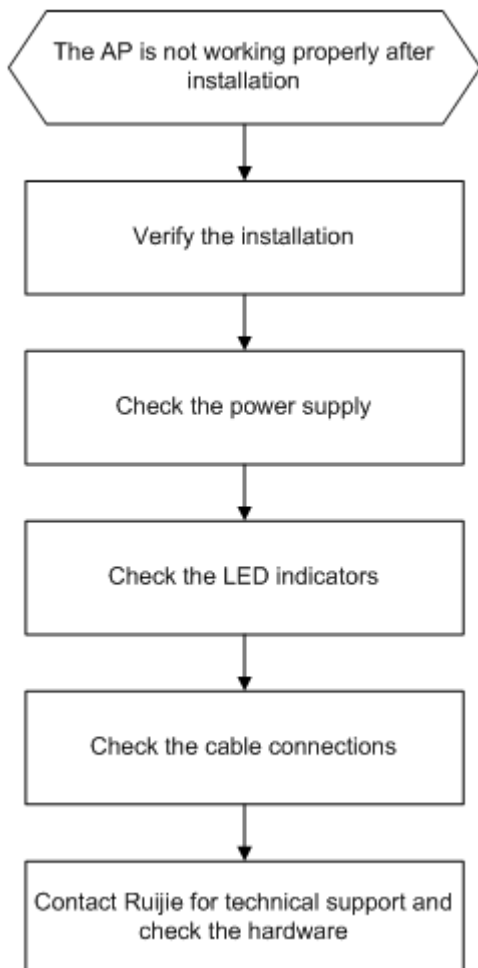 The AP is not working properly after
installation
Verify the installation
Check the power supply
Check the LED indicators
Check the cable connections
Contact Ruijie for technical support and
check the hardware